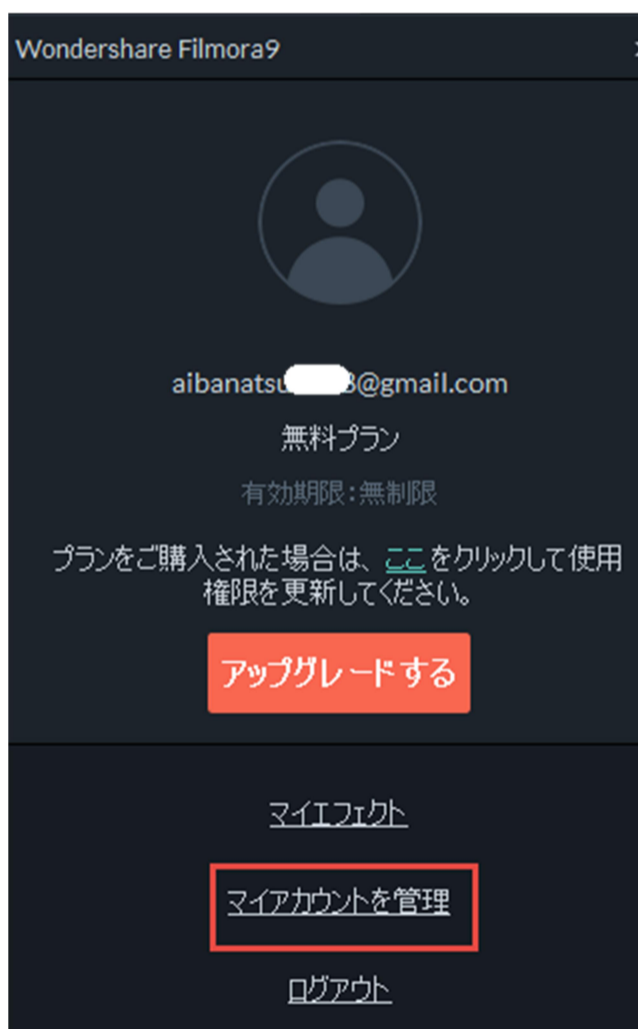 Wondershare Filmora9
aibanatsu 8@gmail.com
無料プラン
有効期限:無制限
プランをご購入された場合は、ここをクリックして使用
権限を更新してください。
アップグレードする
マイエフェクト
マイアカウントを管理
ログアウト